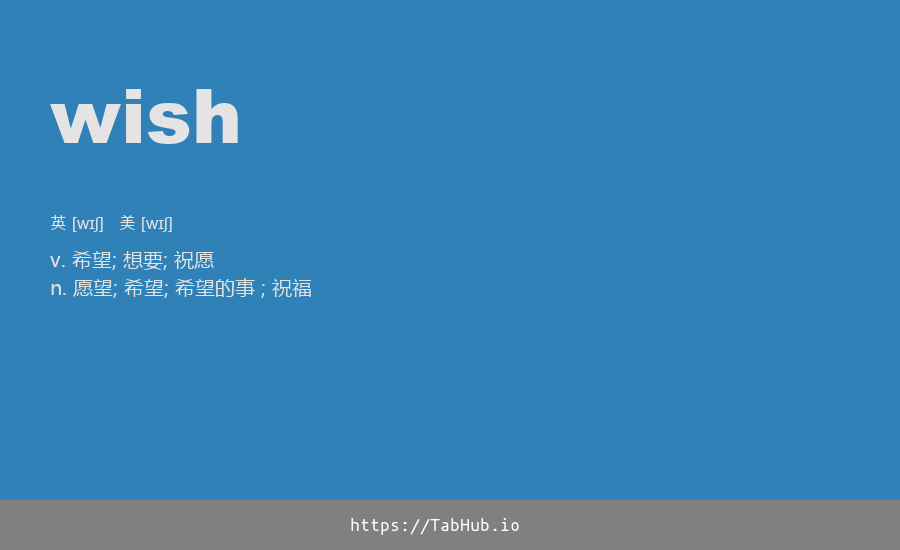 wish
英 [wɪʃ] 美 [wɪʃ]
v. 希望; 想要; 祝愿
n. 愿望; 希望; 希望的事 ; 祝福
https://TabHub.io